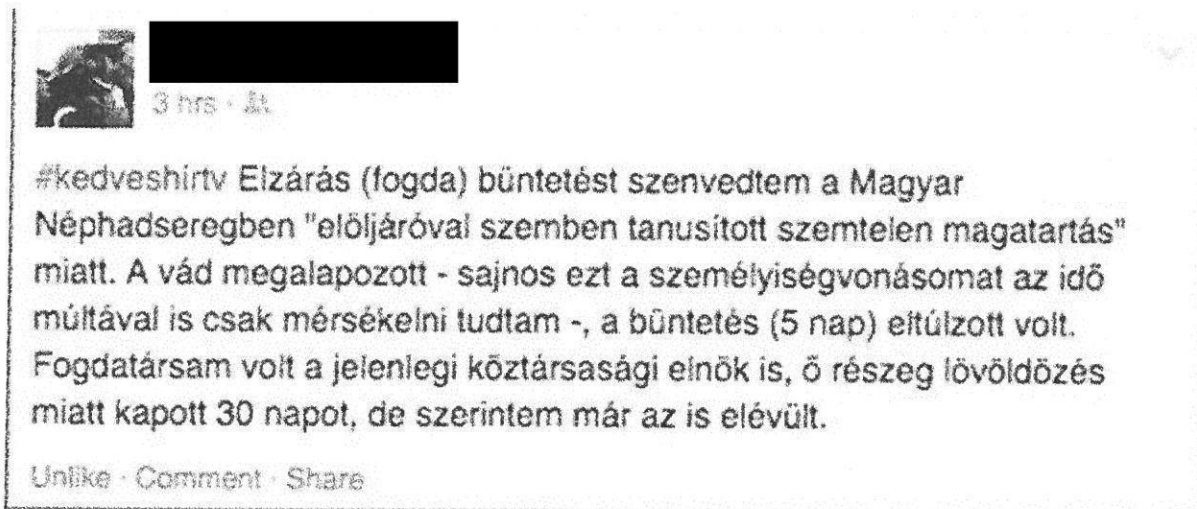 3 hrs ·
#kedveshirtv Elzárás (fogda) büntetést szenvedtem a Magyar
Néphadseregben "elöljáróval szemben tanusított szemtelen magatartás"
miatt. A vád megalapozott - sajnos ezt a személyiségvonásomat az idő
múltával is csak mérsékelni tudtam -, a büntetés (5 nap) eltúlzott volt.
Fogdatársam volt a jelenlegi köztársasági elnök is, ő részeg lövöldözés
miatt kapott 30 napot, de szerintem már az is elévült.
Unlike · Comment · Share